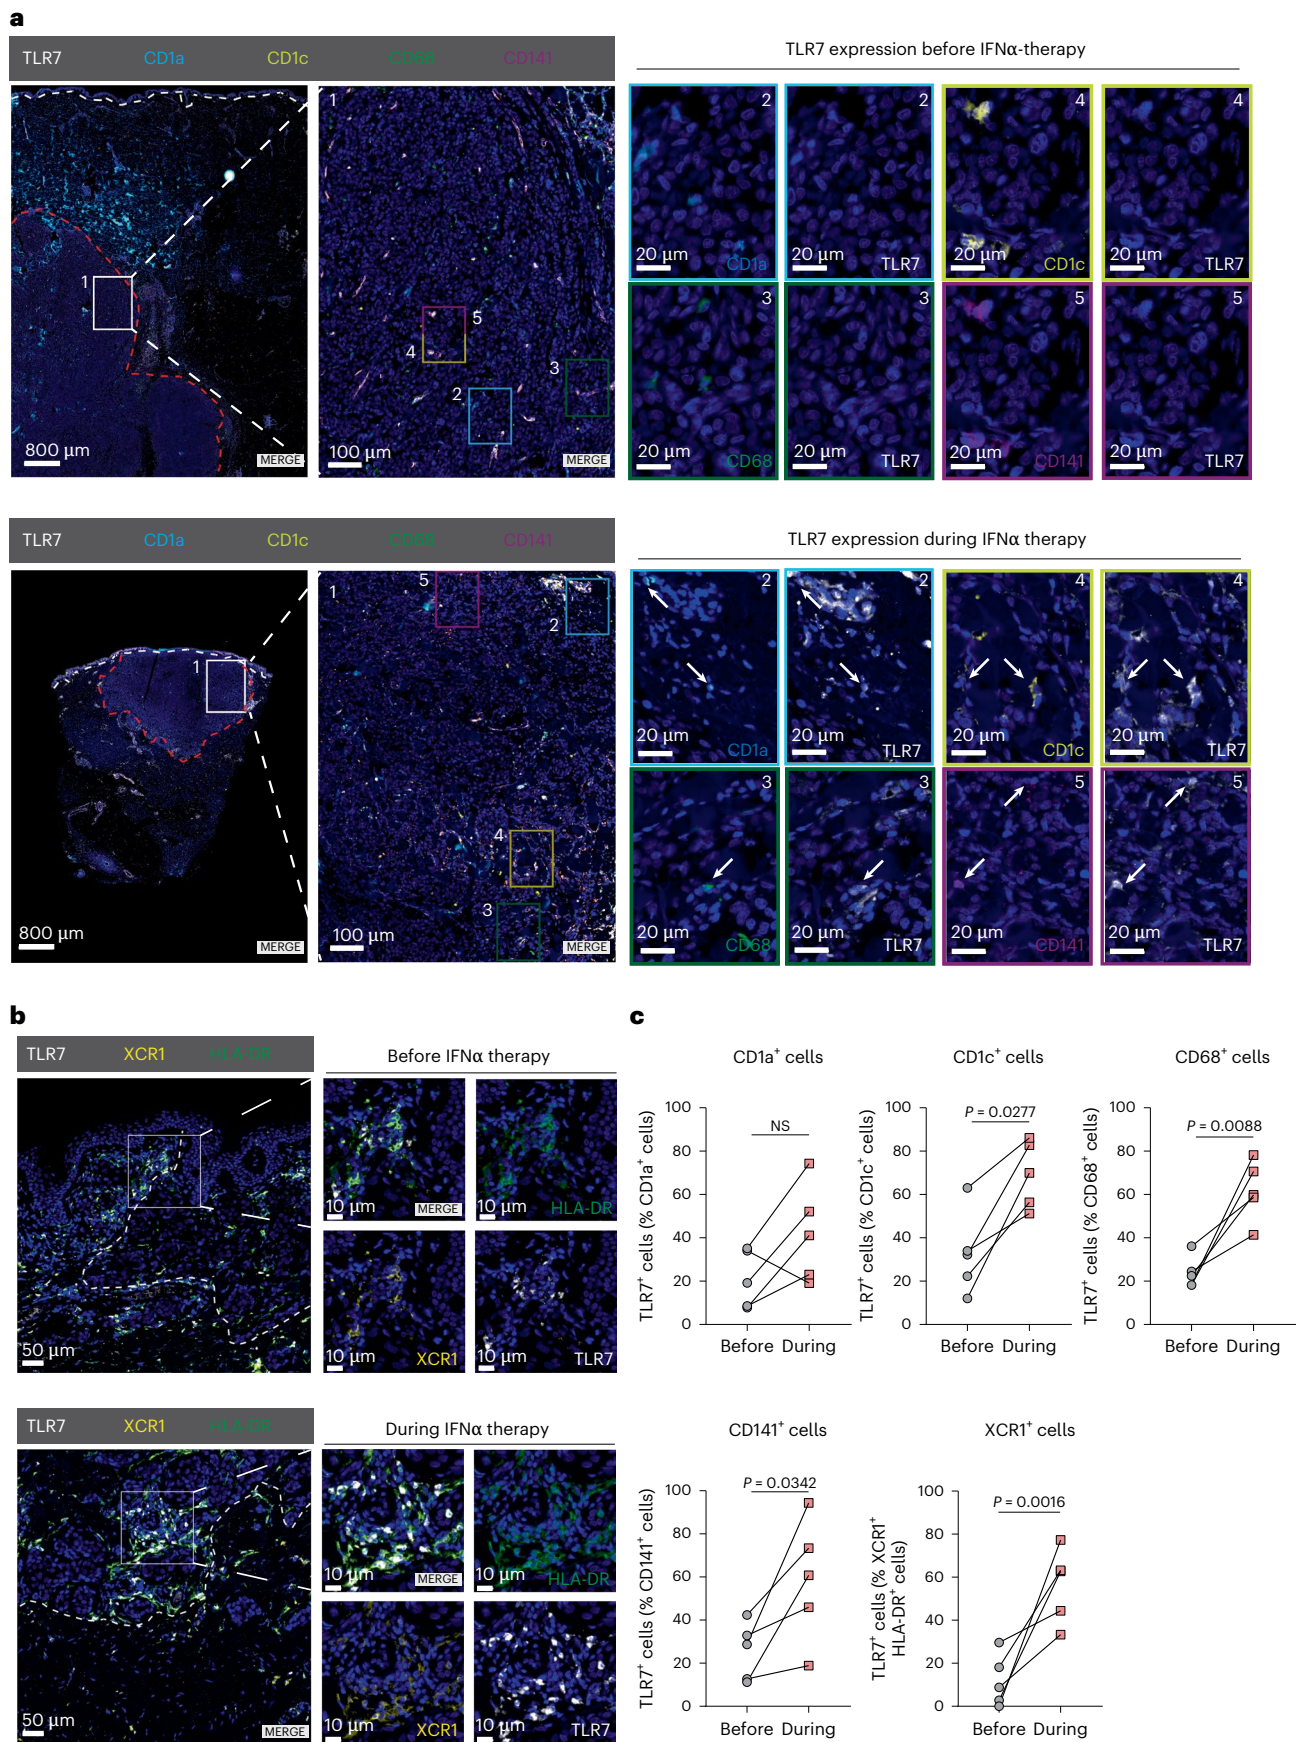 a
TLR7 CD1a CD1c CD68 CD141
TLR7 expression before IFNα-therapy
1
800 µm
MERGE
1
5
4
3
2
100 µm
MERGE
2
20 µm
CD1a
2
20 µm
TLR7
4
20 µm
CD1c
4
20 µm
TLR7
3
20 µm
CD68
3
20 µm
TLR7
5
20 µm
CD141
5
20 µm
TLR7
TLR7 CD1a CD1c CD68 CD141
TLR7 expression during IFNα therapy
1
800 µm
MERGE
1
5
2
4
3
100 µm
MERGE
2
20 µm
CD1a
2
20 µm
TLR7
4
20 µm
CD1c
4
20 µm
TLR7
3
20 µm
CD68
3
20 µm
TLR7
5
20 µm
CD141
5
20 µm
TLR7
b
TLR7 XCR1 HLA-DR
Before IFNα therapy
50 µm
10 µm
MERGE
10 µm
HLA-DR
10 µm
XCR1
10 µm
TLR7
TLR7 XCR1 HLA-DR
During IFNα therapy
50 µm
MERGE
10 µm
MERGE
10 µm
HLA-DR
10 µm
XCR1
10 µm
TLR7
c
CD1a⁺ cells
TLR7⁺ cells (% CD1a⁺ cells)
100
80
60
40
20
0
NS
Before During
CD1c⁺ cells
TLR7⁺ cells (% CD1c⁺ cells)
100
80
60
40
20
0
P = 0.0277
Before During
CD68⁺ cells
TLR7⁺ cells (% CD68⁺ cells)
100
80
60
40
20
0
P = 0.0088
Before During
CD141⁺ cells
TLR7⁺ cells (% CD141⁺ cells)
100
80
60
40
20
0
P = 0.0342
Before During
XCR1⁺ cells
TLR7⁺ cells (% XCR1⁺
HLA-DR⁺ cells)
100
80
60
40
20
0
P = 0.0016
Before During